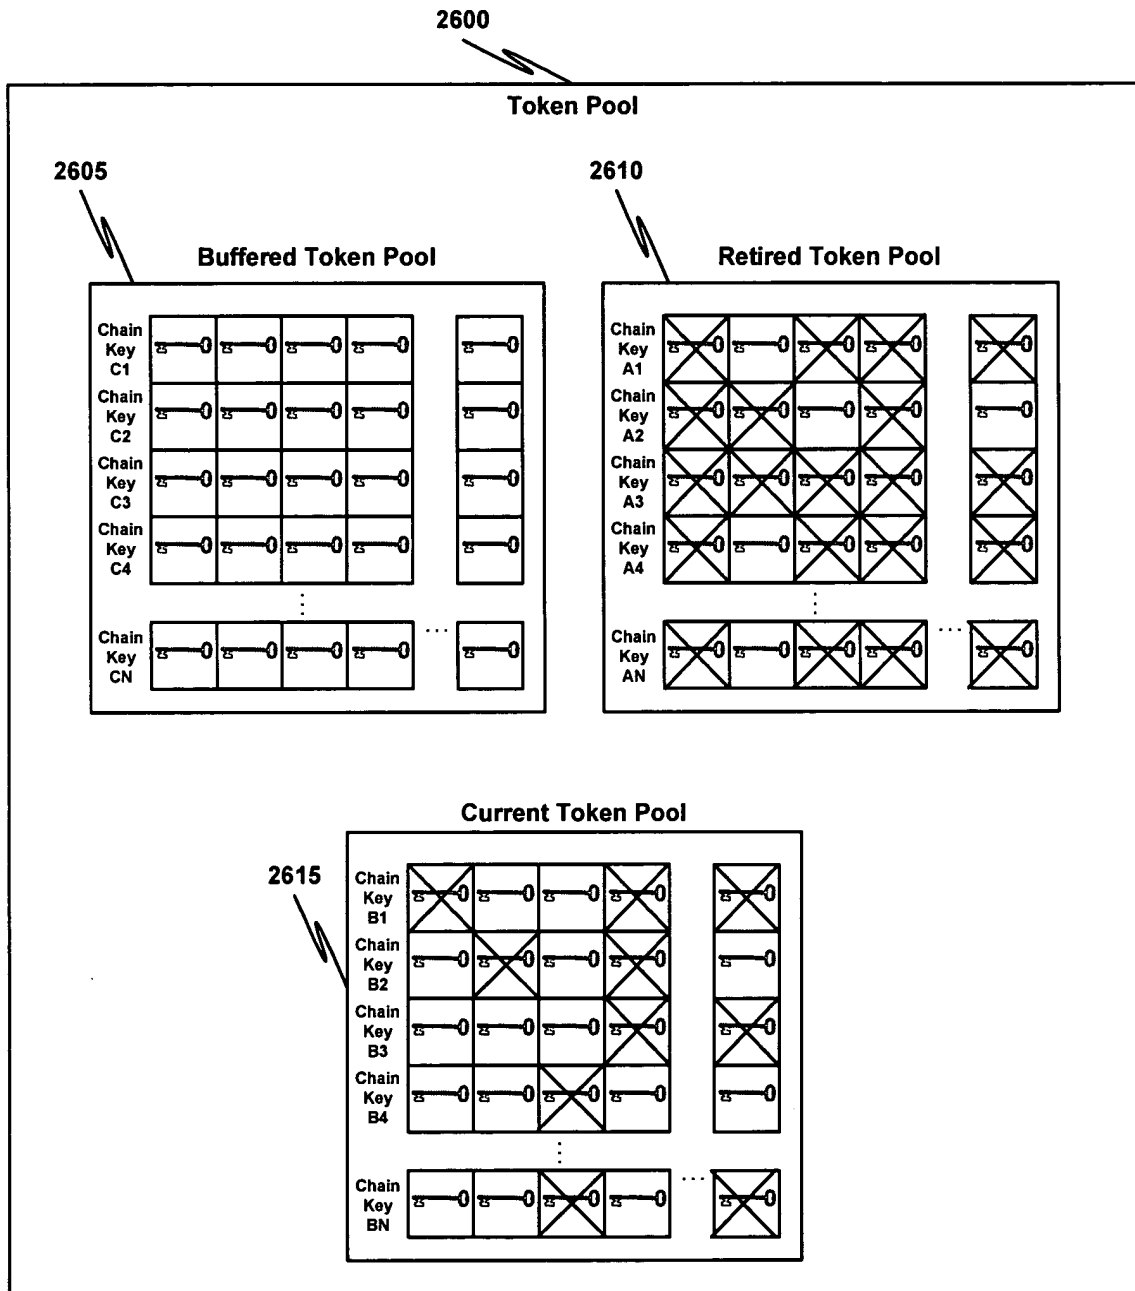 2600
Token Pool
2605
2610
Buffered Token Pool
Retired Token Pool
Chain
Key
C1
Chain
Key
C2
Chain
Key
C3
Chain
Key
C4
...
Chain
Key
CN
...
Chain
Key
A1
Chain
Key
A2
Chain
Key
A3
Chain
Key
A4
...
Chain
Key
AN
...
Current Token Pool
2615
Chain
Key
B1
Chain
Key
B2
Chain
Key
B3
Chain
Key
B4
...
Chain
Key
BN
...